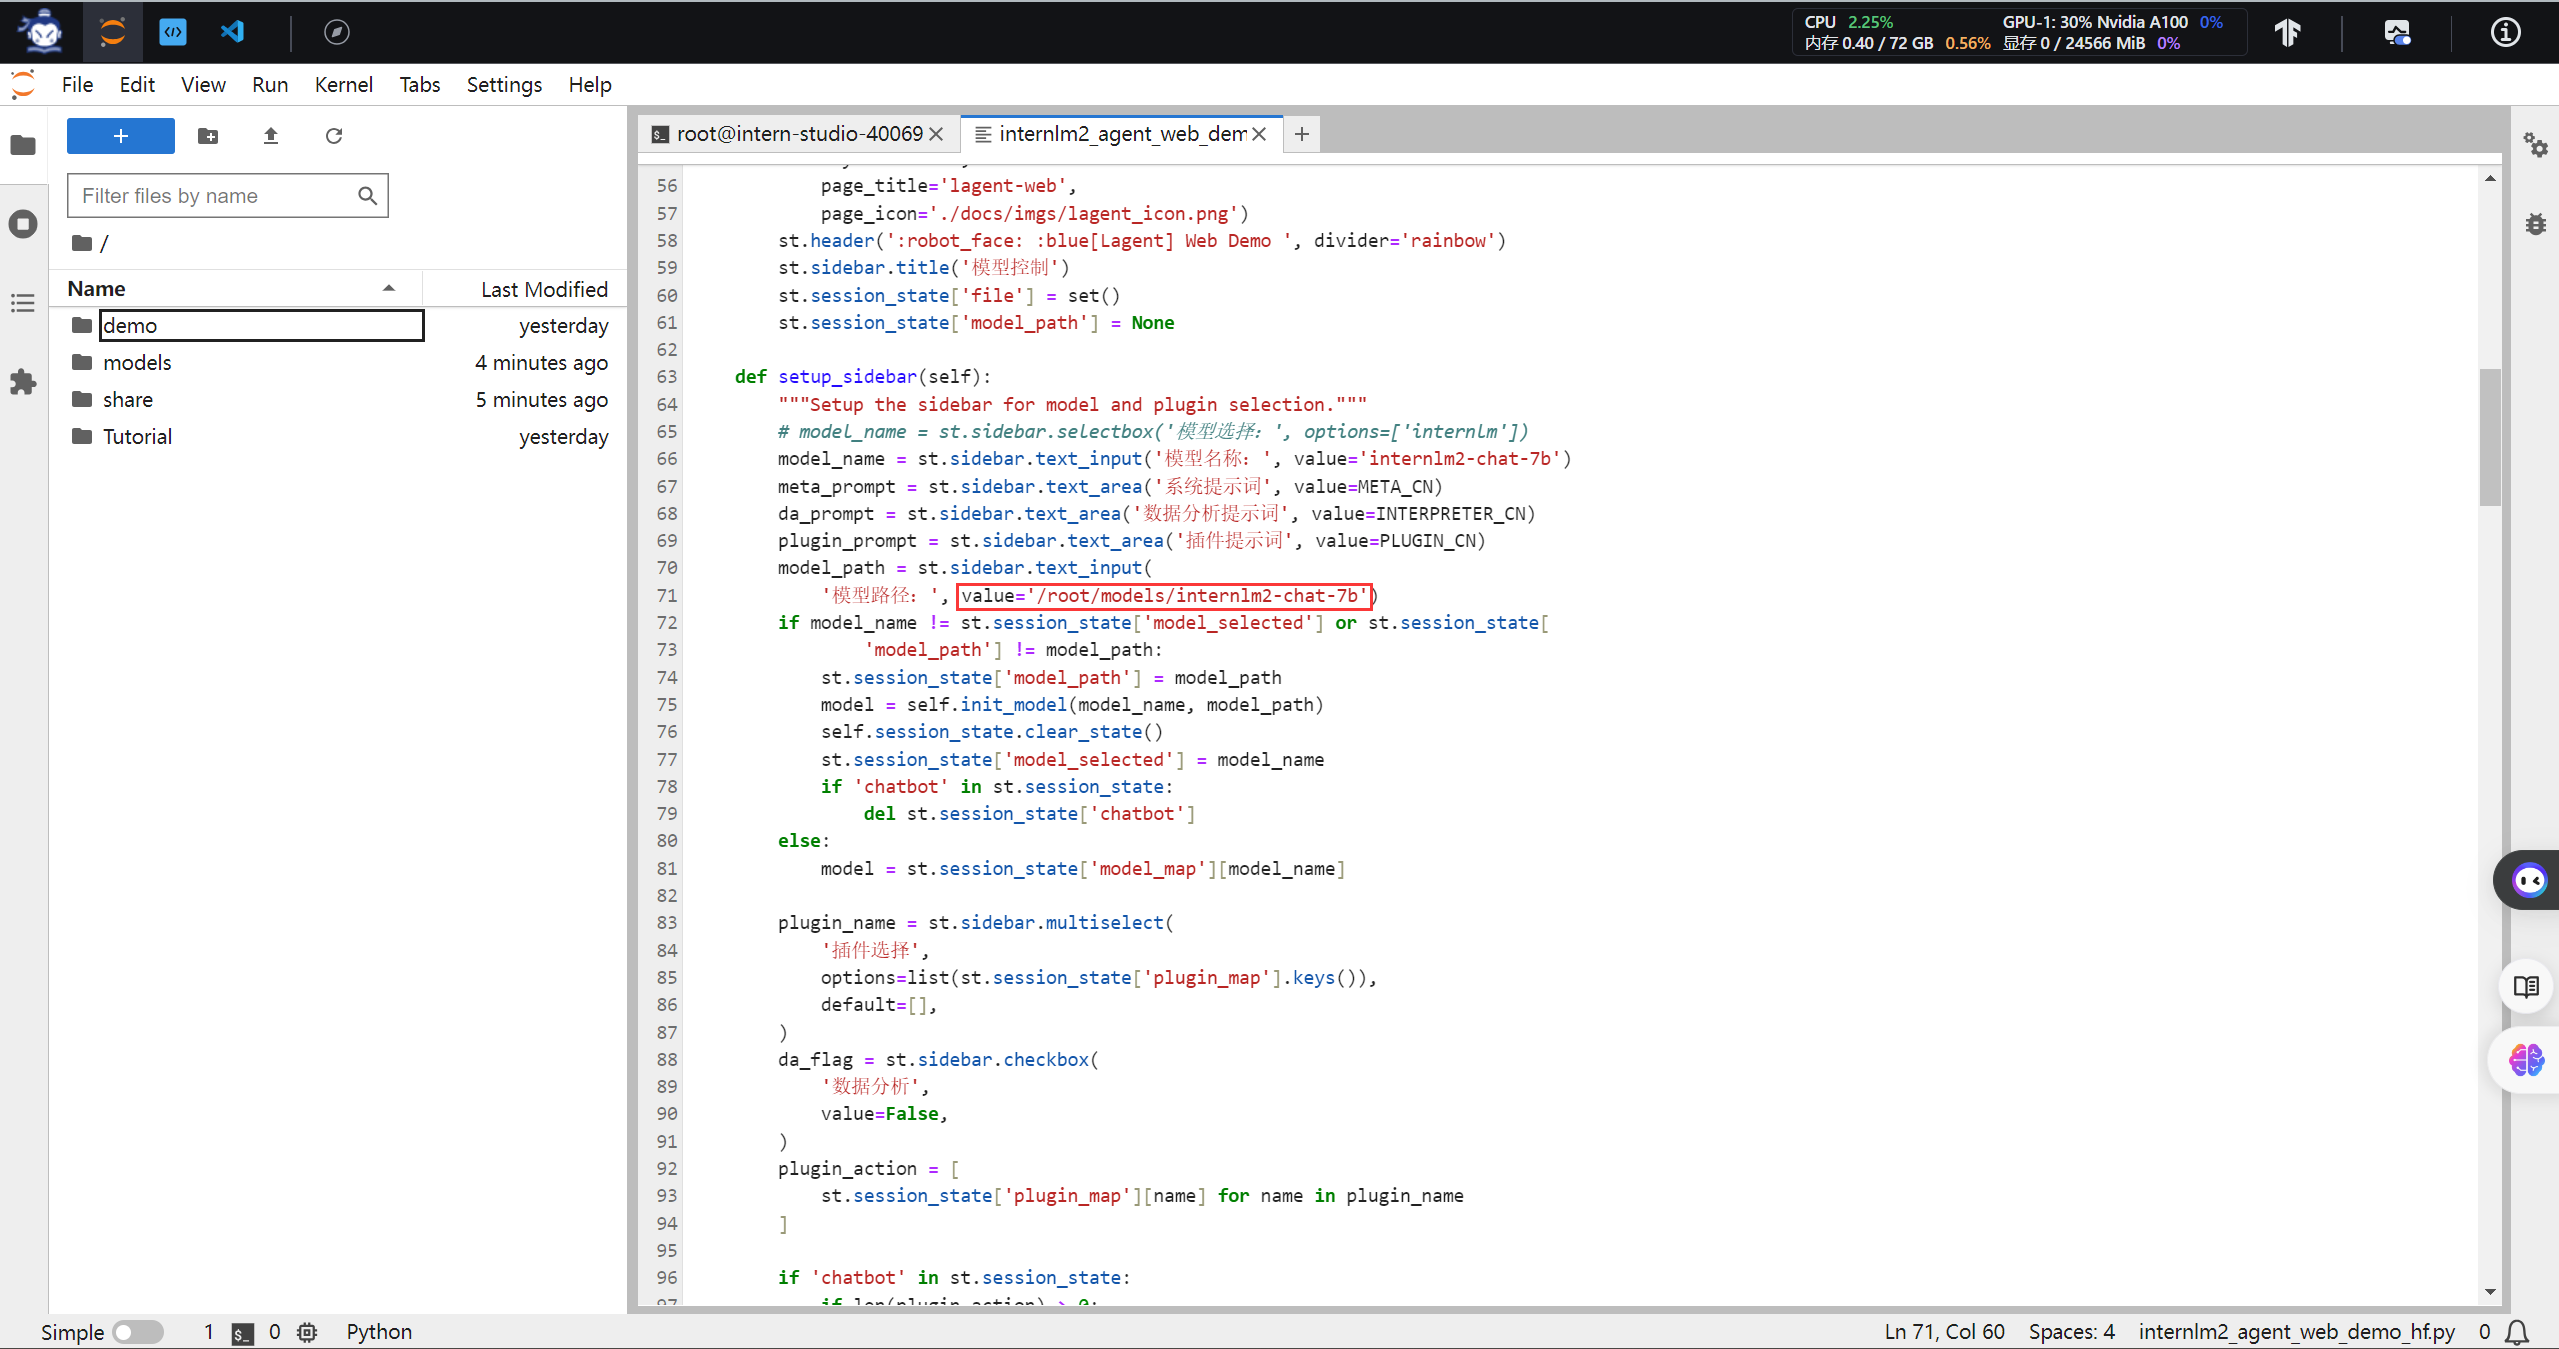 CPU 2.25% GPU-1: 30% Nvidia A100 0%
内存 0.40 / 72 GB 0.56% 显存 0 / 24566 MiB 0%
File Edit View Run Kernel Tabs Settings Help
root@intern-studio-40069 internlm2_agent_web_dem
Filter files by name
/
Name Last Modified
demo yesterday
models 4 minutes ago
share 5 minutes ago
Tutorial yesterday
56 page_title='lagent-web',
57 page_icon='./docs/imgs/lagent_icon.png')
58 st.header(':robot_face: :blue[Lagent] Web Demo ', divider='rainbow')
59 st.sidebar.title('模型控制')
60 st.session_state['file'] = set()
61 st.session_state['model_path'] = None
62
63 def setup_sidebar(self):
64 """Setup the sidebar for model and plugin selection."""
65 # model_name = st.sidebar.selectbox('模型选择：', options=['internlm'])
66 model_name = st.sidebar.text_input('模型名称：', value='internlm2-chat-7b')
67 meta_prompt = st.sidebar.text_area('系统提示词', value=META_CN)
68 da_prompt = st.sidebar.text_area('数据分析提示词', value=INTERPRETER_CN)
69 plugin_prompt = st.sidebar.text_area('插件提示词', value=PLUGIN_CN)
70 model_path = st.sidebar.text_input(
71 '模型路径：', value='/root/models/internlm2-chat-7b')
72 if model_name != st.session_state['model_selected'] or st.session_state[
73 'model_path'] != model_path:
74 st.session_state['model_path'] = model_path
75 model = self.init_model(model_name, model_path)
76 self.session_state.clear_state()
77 st.session_state['model_selected'] = model_name
78 if 'chatbot' in st.session_state:
79 del st.session_state['chatbot']
80 else:
81 model = st.session_state['model_map'][model_name]
82
83 plugin_name = st.sidebar.multiselect(
84 '插件选择',
85 options=list(st.session_state['plugin_map'].keys()),
86 default=[],
87 )
88 da_flag = st.sidebar.checkbox(
89 '数据分析',
90 value=False,
91 )
92 plugin_action = [
93 st.session_state['plugin_map'][name] for name in plugin_name
94 ]
95
96 if 'chatbot' in st.session_state:
97 if len(plugin_action) > 0:
Simple 1 0 Python Ln 71, Col 60 Spaces: 4 internlm2_agent_web_demo_hf.py 0